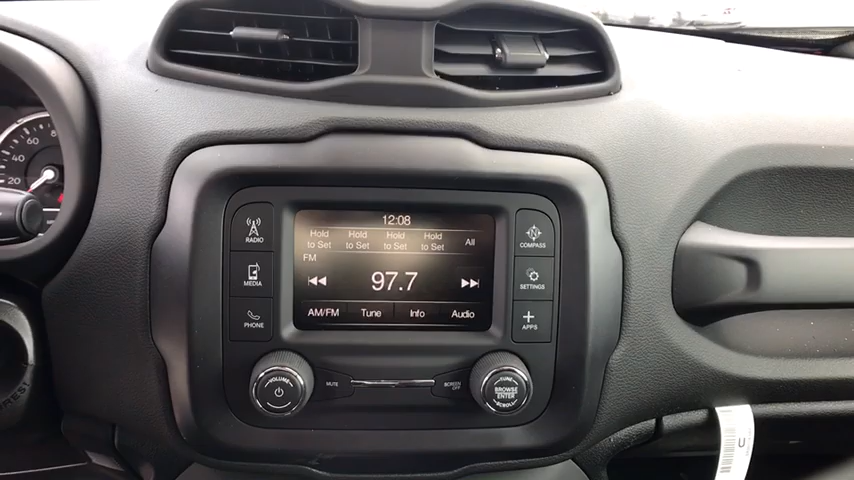 12:08
Hold Hold Hold Hold
to Set to Set to Set to Set All
FM
97.7
AM/FM Tune Info Audio
RADIO
MEDIA
PHONE
N
COMPASS
SETTINGS
APPS
VOLUME
MUTE
SCREEN
OFF
TUNE
BROWSE
ENTER
SCROLL
80
60
40
20